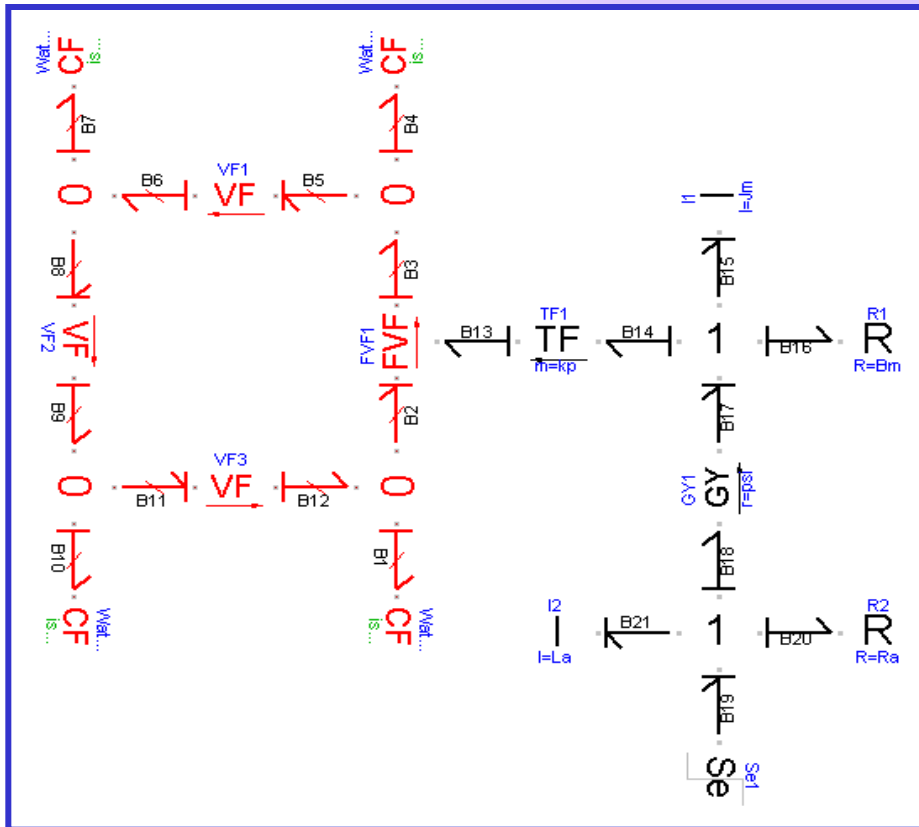 Wat...
CF
is...
Wat...
CF
is...
B7
B4
0
B6
VF1
VF
B5
0
I1
I
I=Jm
B8
B3
B15
VF2
VF
FVF1
FVF
B13
TF1
TF
m=kp
B14
1
B16
R1
R
R=Bm
B9
B2
B17
0
B11
VF3
VF
B12
0
GY1
GY
r=psi
B10
B1
B18
is...
CF
Wat...
is...
CF
Wat...
I2
I
I=La
B21
1
B20
R2
R
R=Ra
B19
Se
Se1